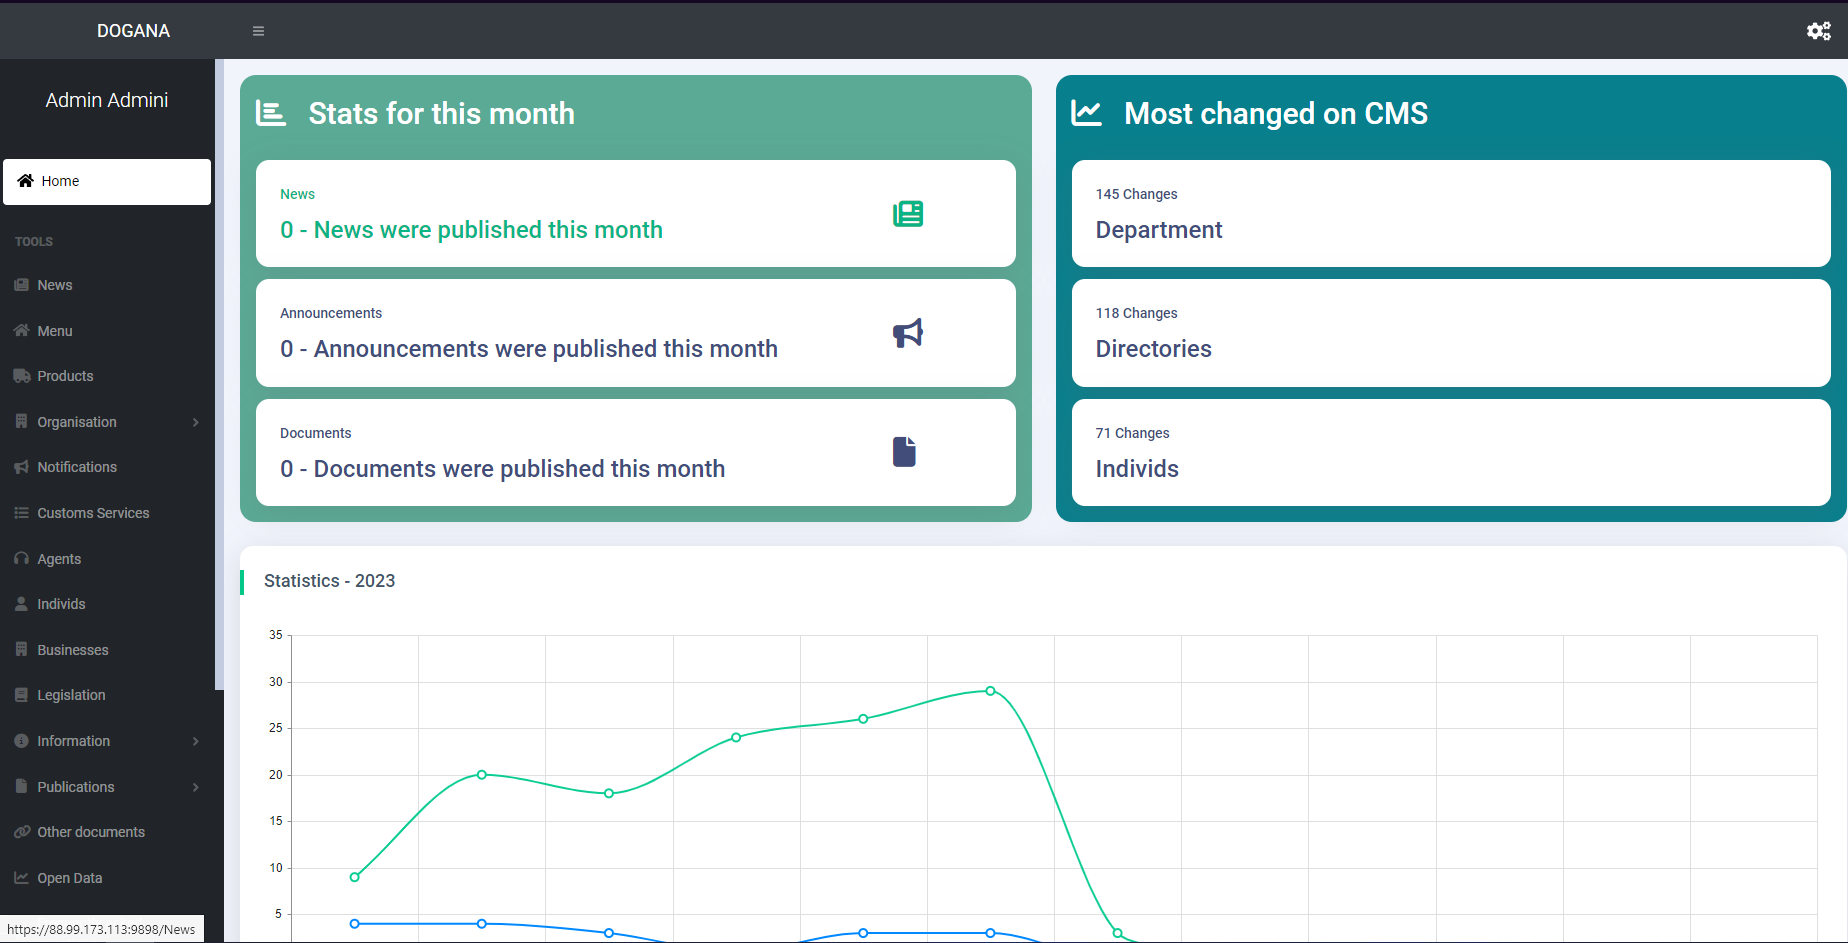 DOGANA
Admin Admini
Home
TOOLS
News
Menu
Products
Organisation
Notifications
Customs Services
Agents
Individs
Businesses
Legislation
Information
Publications
Other documents
Open Data
https://88.99.173.113:9898/News
Stats for this month
News
0 - News were published this month
Announcements
0 - Announcements were published this month
Documents
0 - Documents were published this month
Most changed on CMS
145 Changes
Department
118 Changes
Directories
71 Changes
Individs
Statistics - 2023
35
30
25
20
15
10
5